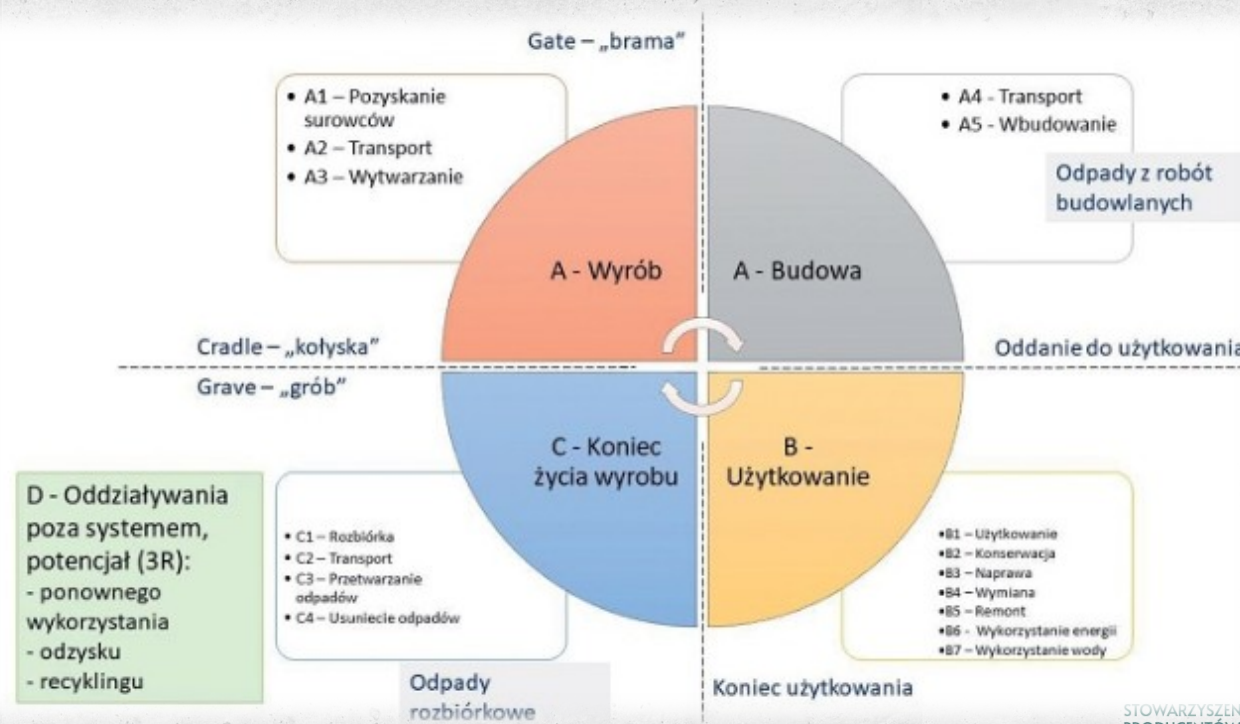 Gate – „brama”
• A1 – Pozyskanie
surowców
• A2 – Transport
• A3 – Wytwarzanie
• A4 - Transport
• A5 - Wbudowanie
Odpady z robót
budowlanych
A - Wyrób
A - Budowa
Cradle – „kołyska”
Oddanie do użytkowania
Grave – „grób”
C - Koniec
życia wyrobu
B -
Użytkowanie
D - Oddziaływania
poza systemem,
potencjał (3R):
- ponownego
wykorzystania
- odzysku
- recyklingu
• C1 – Rozbiórka
• C2 – Transport
• C3 – Przetwarzanie
odpadów
• C4 – Usuniecie odpadów
•B1 – Użytkowanie
•B2 – Konserwacja
•B3 – Naprawa
•B4 – Wymiana
•B5 – Remont
•B6 - Wykorzystanie energii
•B7 – Wykorzystanie wody
Odpady
rozbiórkowe
Koniec użytkowania
STOWARZYSZEN